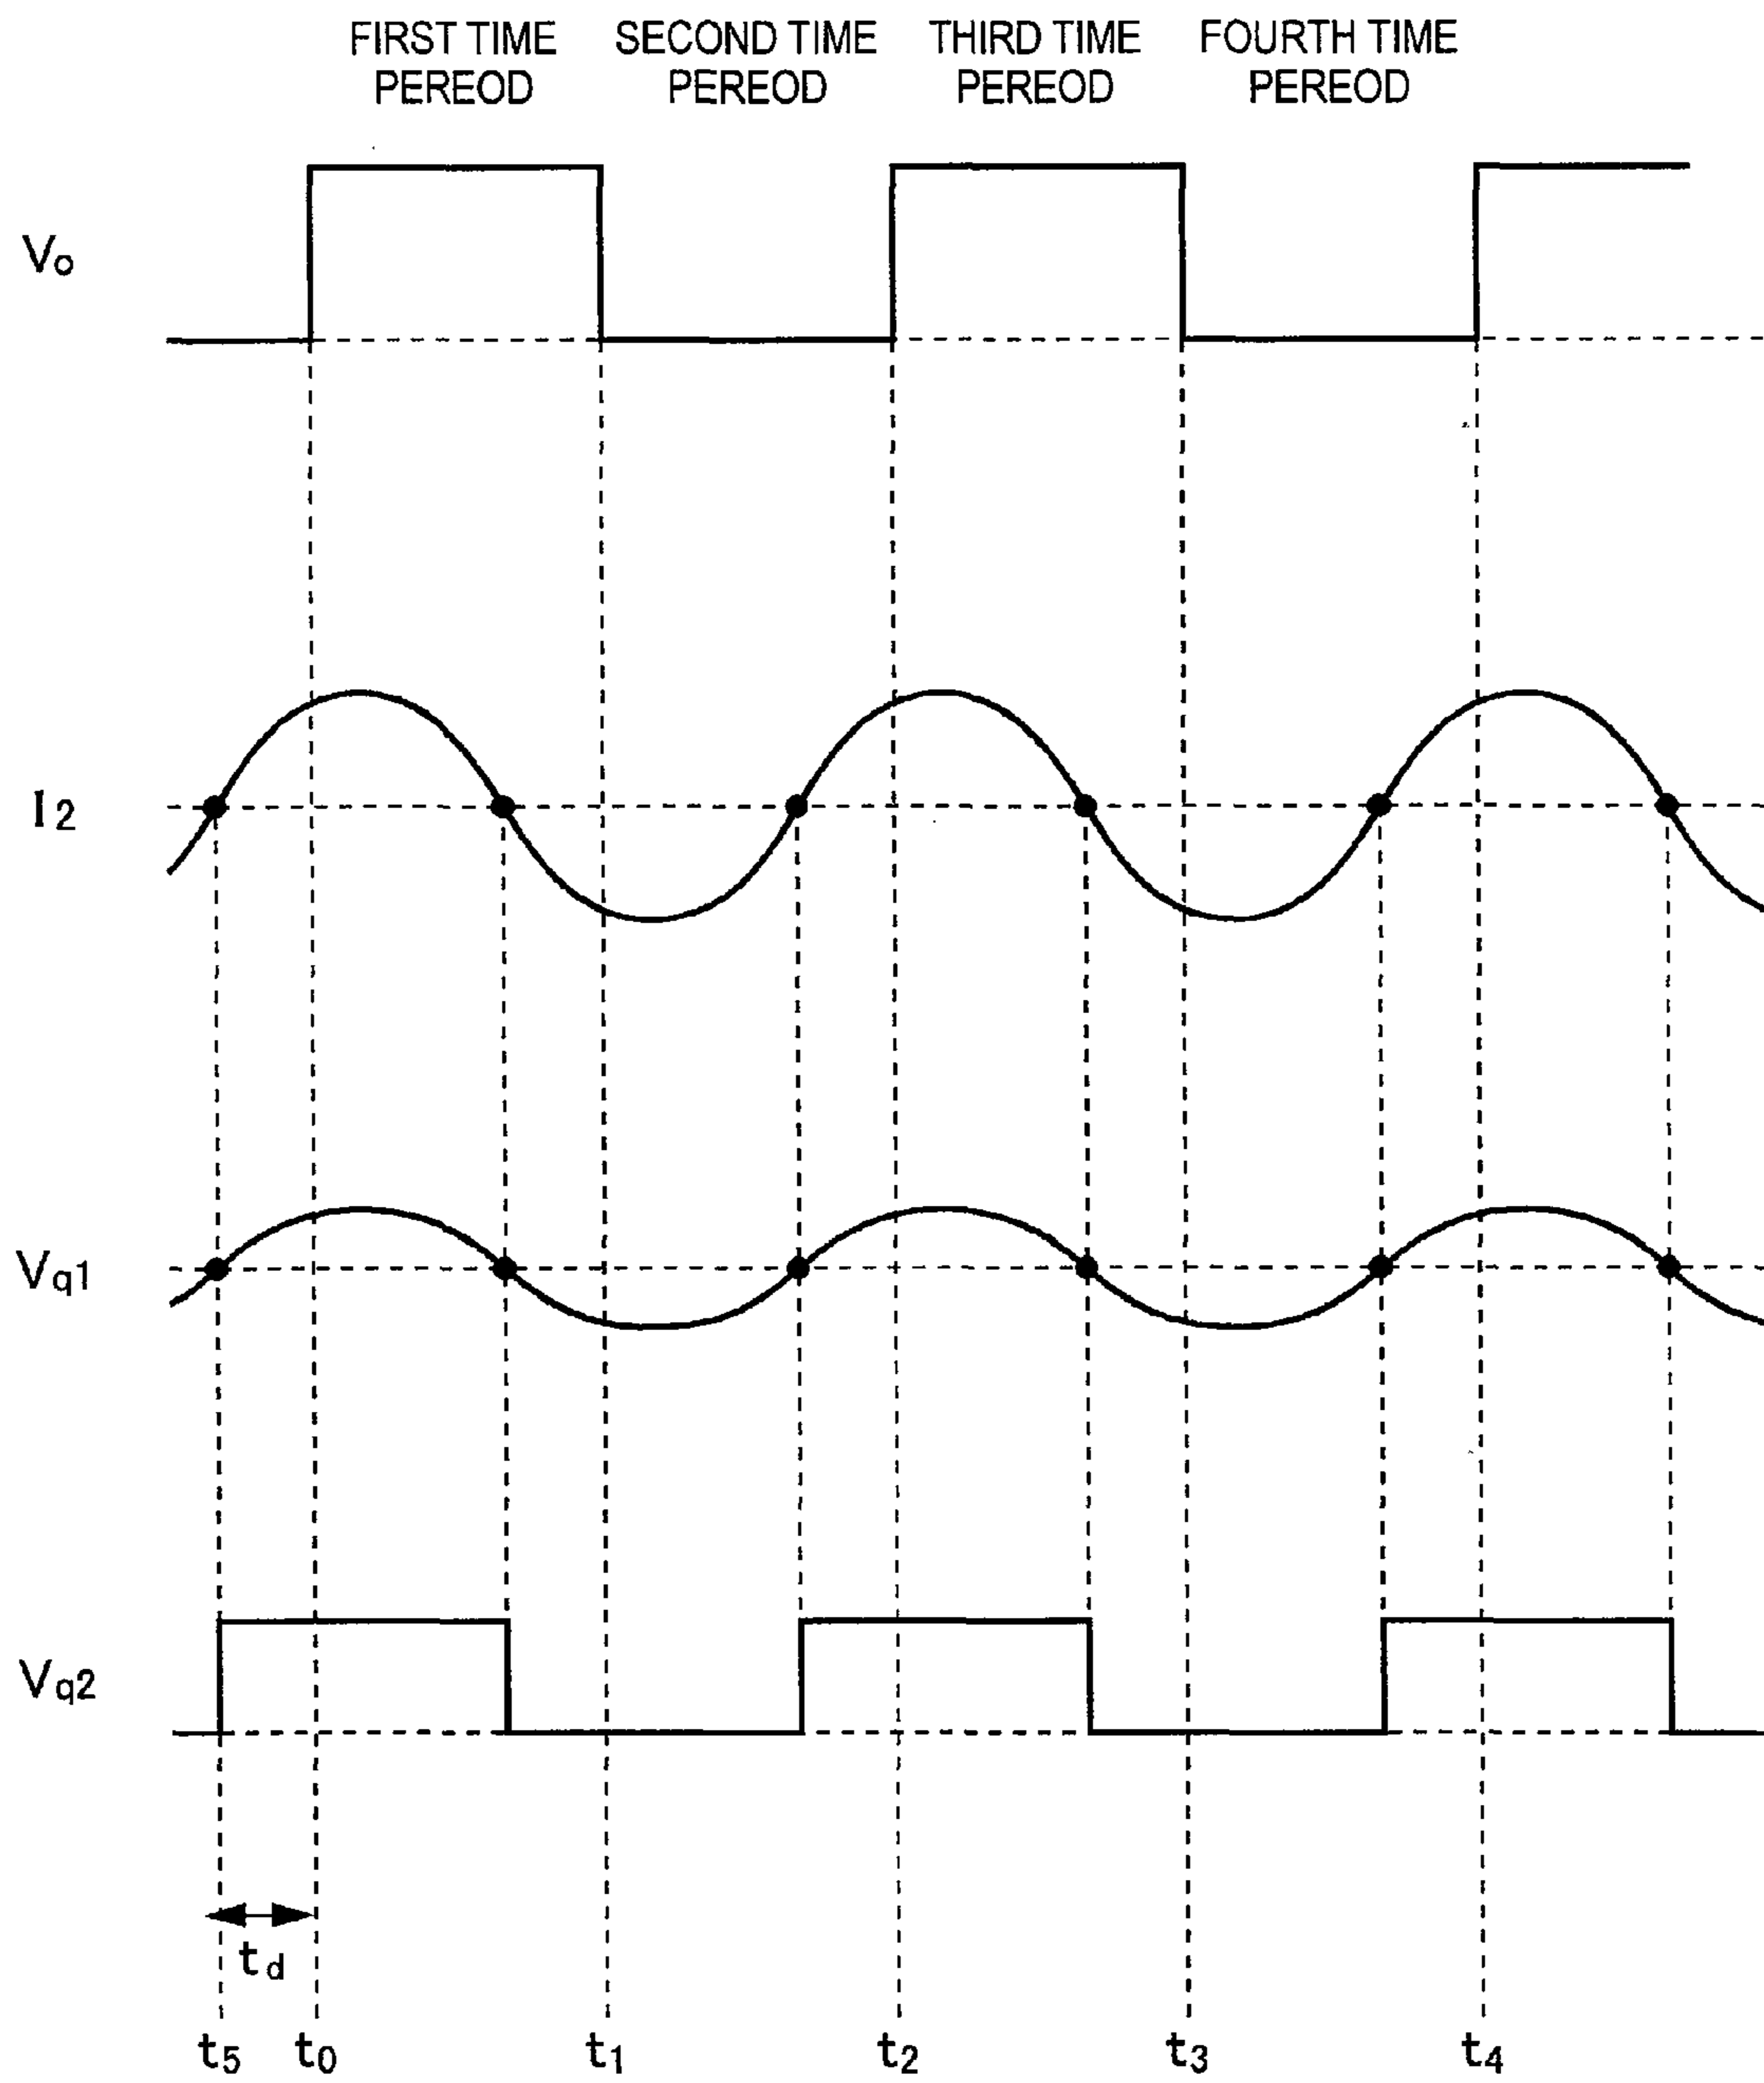 FIRST TIME PEREOD
SECOND TIME PEREOD
THIRD TIME PEREOD
FOURTH TIME PEREOD
Vo
I2
Vq1
Vq2
td
t5 t0 t1 t2 t3 t4